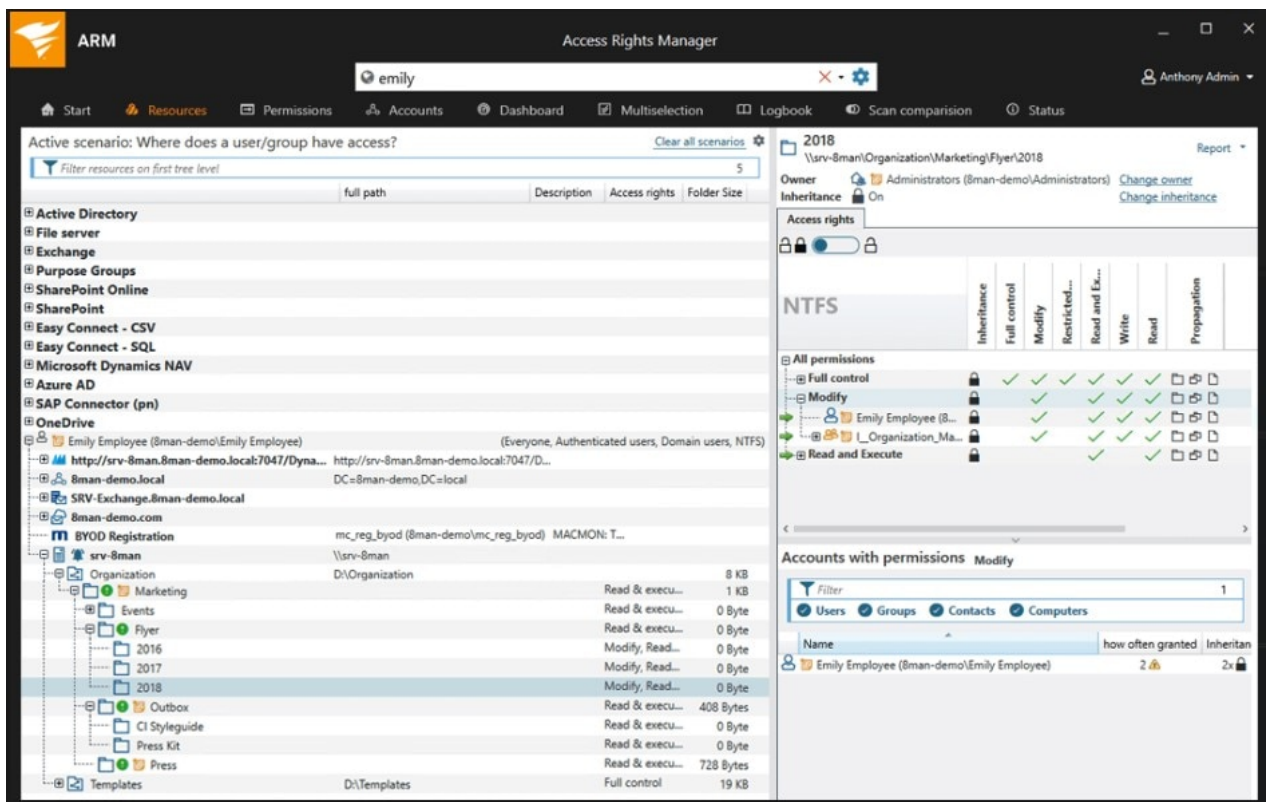 ARM
Access Rights Manager
emily
Anthony Admin
Start Resources Permissions Accounts Dashboard Multiselection Logbook Scan comparision Status
Active scenario: Where does a user/group have access? Clear all scenarios
Filter resources on first tree level 5
full path Description Access rights Folder Size
Active Directory
File server
Exchange
Purpose Groups
SharePoint Online
SharePoint
Easy Connect - CSV
Easy Connect - SQL
Microsoft Dynamics NAV
Azure AD
SAP Connector (pn)
OneDrive
Emily Employee (8man-demo\Emily Employee) (Everyone, Authenticated users, Domain users, NTFS)
http://srv-8man.8man-demo.local:7047/Dyna... http://srv-8man.8man-demo.local:7047/D...
8man-demo.local DC=8man-demo,DC=local
SRV-Exchange.8man-demo.local
8man-demo.com
BYOD Registration mc_reg_byod (8man-demo\mc_reg_byod) MACMON: T...
srv-8man \\srv-8man
Organization D:\Organization 8 KB
Marketing Read & execu... 1 KB
Events Read & execu... 0 Byte
Flyer Read & execu... 0 Byte
2016 Modify, Read... 0 Byte
2017 Modify, Read... 0 Byte
2018 Modify, Read... 0 Byte
Outbox Read & execu... 408 Bytes
CI Styleguide Read & execu... 0 Byte
Press Kit Read & execu... 0 Byte
Press Read & execu... 728 Bytes
Templates D:\Templates Full control 19 KB
2018
\\srv-8man\Organization\Marketing\Flyer\2018
Report
Owner Administrators (8man-demo\Administrators) Change owner
Inheritance On Change inheritance
Access rights
NTFS
Inheritance Full control Modify Restricted... Read and Ex... Write Read Propagation
All permissions
Full control
Modify
Emily Employee (8...
I__Organization_Ma...
Read and Execute
Accounts with permissions Modify
Filter 1
Users Groups Contacts Computers
Name how often granted Inheritan
Emily Employee (8man-demo\Emily Employee) 2 2x